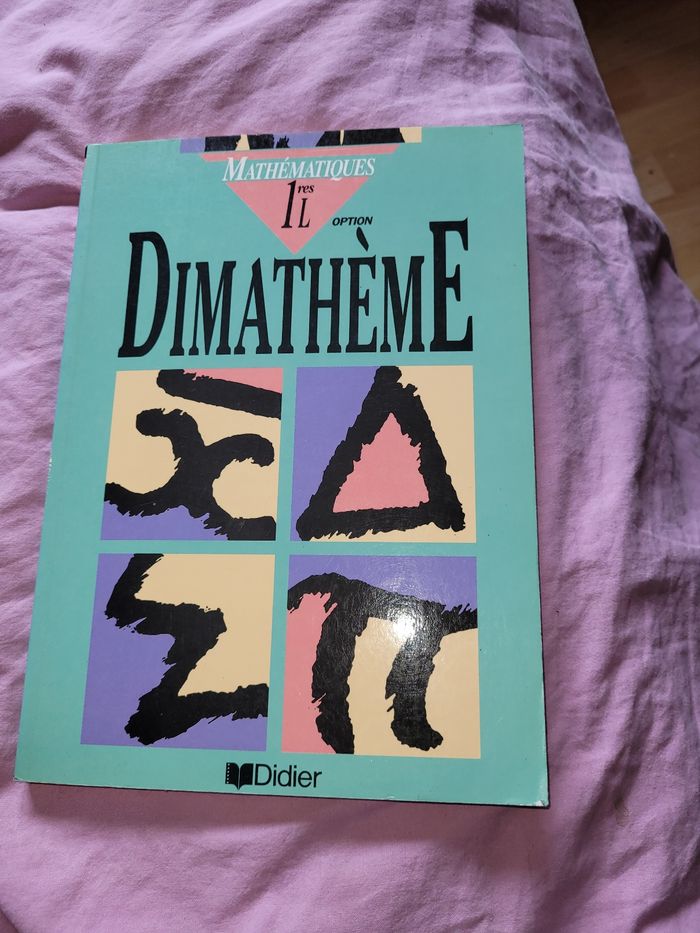 MATHÉMATIQUES
1res L OPTION
DIMATHÈME
Didier